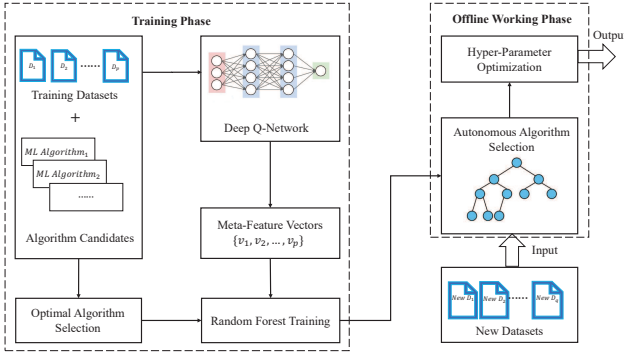 Training Phase
D₁ D₂ ...... Dₚ
Training Datasets
+
ML Algorithm₁
ML Algorithm₂
......
Algorithm Candidates
Deep Q-Network
Meta-Feature Vectors
{v₁, v₂, ..., vₚ}
Optimal Algorithm
Selection
Random Forest Training
Offline Working Phase
Hyper-Parameter
Optimization
Output
Autonomous Algorithm
Selection
Input
New D₁ New D₂ ...... New D_q
New Datasets